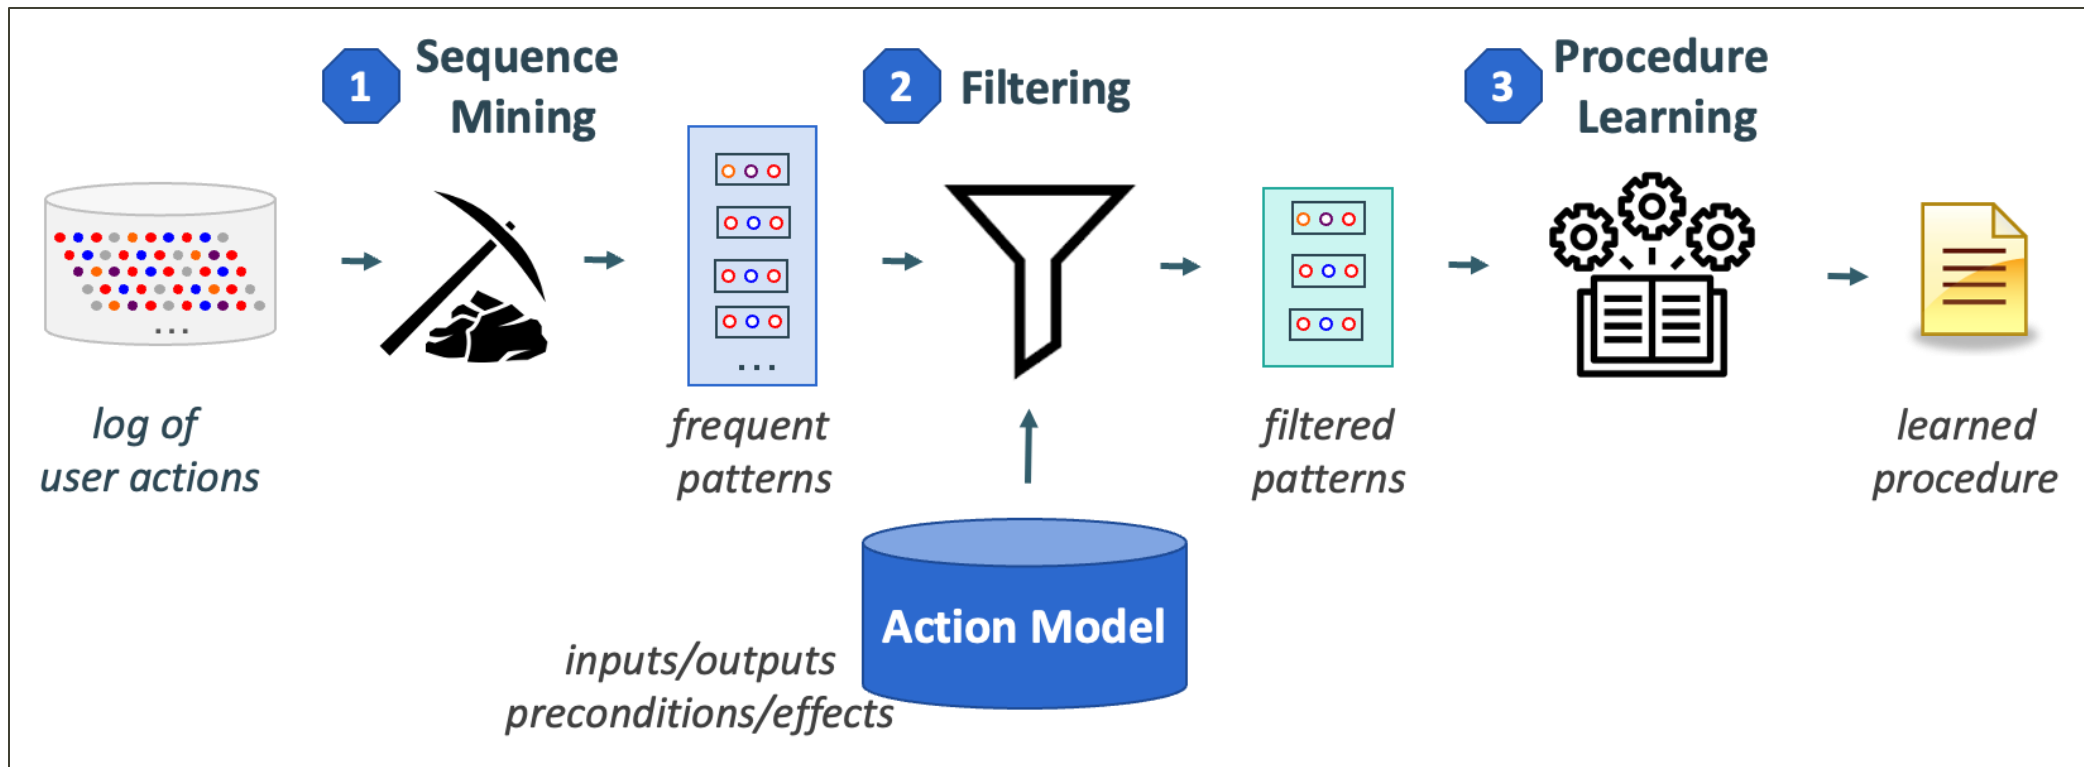 1
Sequence
Mining
2
Filtering
3
Procedure
Learning
...
...
log of
user actions
frequent
patterns
filtered
patterns
learned
procedure
Action Model
inputs/outputs
preconditions/effects